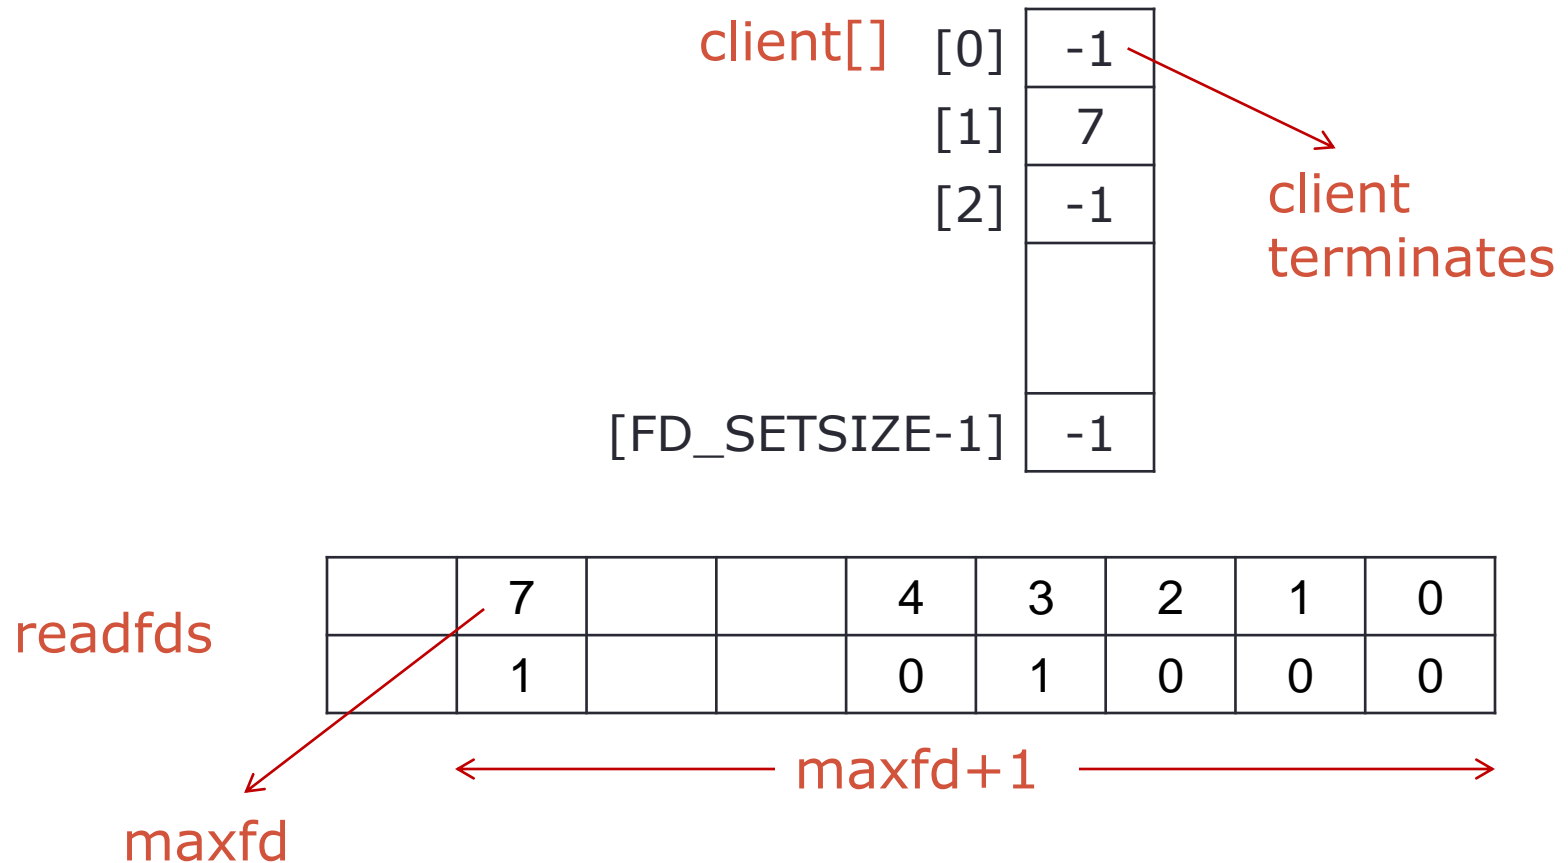 client[] [0] -1
[1] 7
[2] -1
client
terminates
[FD_SETSIZE-1] -1
7 4 3 2 1 0
readfds
1 0 1 0 0 0
maxfd+1
maxfd